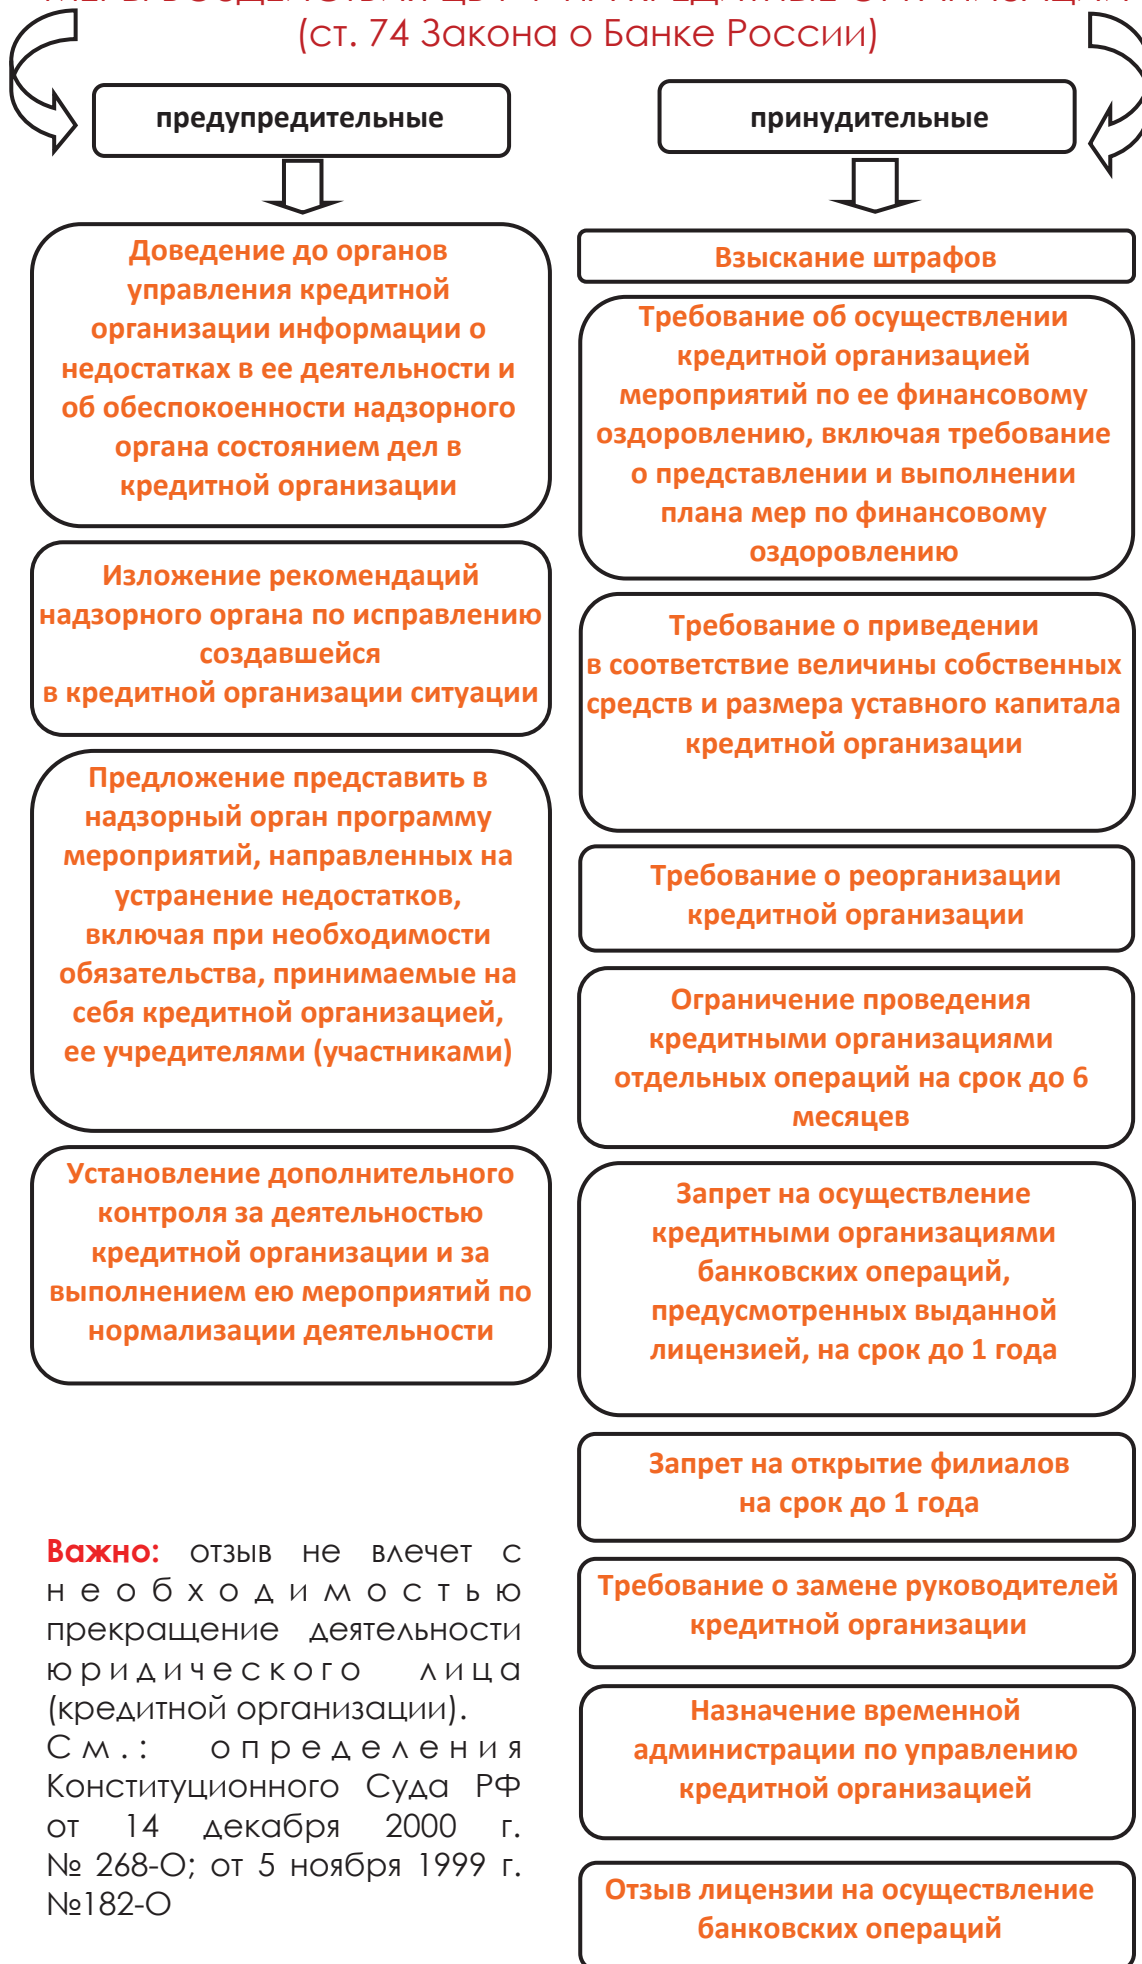 МЕРЫ ВОЗДЕЙСТВИЯ ЦБ РФ НА КРЕДИТНЫЕ ОРГАНИЗАЦИИ
(ст. 74 Закона о Банке России)
предупредительные
Доведение до органов
управления кредитной
организации информации о
недостатках в ее деятельности и
об обеспокоенности надзорного
органа состоянием дел в
кредитной организации
Изложение рекомендаций
надзорного органа по исправлению
создавшейся
в кредитной организации ситуации
Предложение представить в
надзорный орган программу
мероприятий, направленных на
устранение недостатков,
включая при необходимости
обязательства, принимаемые на
себя кредитной организацией,
ее учредителями (участниками)
Установление дополнительного
контроля за деятельностью
кредитной организации и за
выполнением ею мероприятий по
нормализации деятельности
принудительные
Взыскание штрафов
Требование об осуществлении
кредитной организацией
мероприятий по ее финансовому
оздоровлению, включая требование
о представлении и выполнении
плана мер по финансовому
оздоровлению
Требование о приведении
в соответствие величины собственных
средств и размера уставного капитала
кредитной организации
Требование о реорганизации
кредитной организации
Ограничение проведения
кредитными организациями
отдельных операций на срок до 6
месяцев
Запрет на осуществление
кредитными организациями
банковских операций,
предусмотренных выданной
лицензией, на срок до 1 года
Запрет на открытие филиалов
на срок до 1 года
Требование о замене руководителей
кредитной организации
Назначение временной
администрации по управлению
кредитной организацией
Отзыв лицензии на осуществление
банковских операций
Важно: отзыв не влечет с
необходимостью
прекращение деятельности
юридического лица
(кредитной организации).
См.: определения
Конституционного Суда РФ
от 14 декабря 2000 г.
№ 268-О; от 5 ноября 1999 г.
№182-О